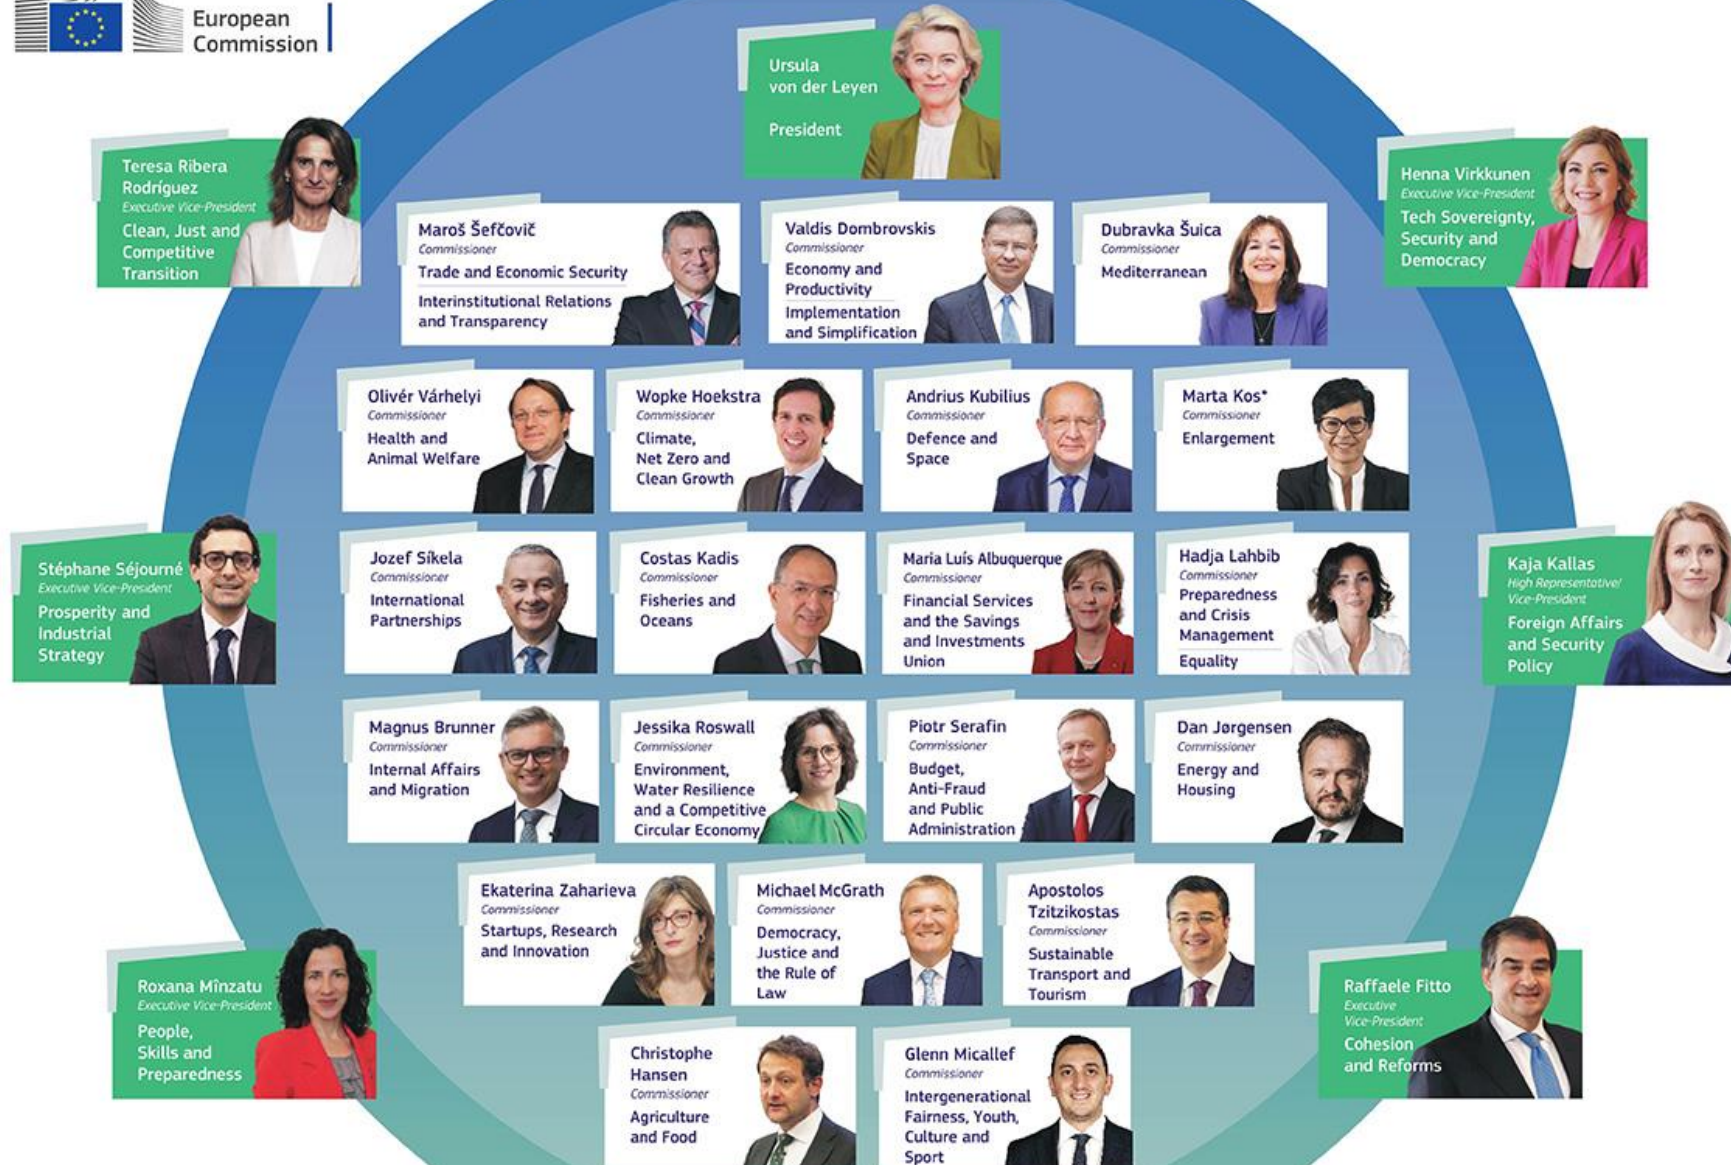 European
Commission
Ursula
von der Leyen
President
Teresa Ribera
Rodríguez
Executive Vice-President
Clean, Just and
Competitive
Transition
Henna Virkkunen
Executive Vice-President
Tech Sovereignty,
Security and
Democracy
Maroš Šefčovič
Commissioner
Trade and Economic Security
Interinstitutional Relations
and Transparency
Valdis Dombrovskis
Commissioner
Economy and
Productivity
Implementation
and Simplification
Dubravka Šuica
Commissioner
Mediterranean
Olivér Várhelyi
Commissioner
Health and
Animal Welfare
Wopke Hoekstra
Commissioner
Climate,
Net Zero and
Clean Growth
Andrius Kubilius
Commissioner
Defence and
Space
Marta Kos*
Commissioner
Enlargement
Stéphane Séjourné
Executive Vice-President
Prosperity and
Industrial
Strategy
Jozef Síkela
Commissioner
International
Partnerships
Costas Kadis
Commissioner
Fisheries and
Oceans
Maria Luís Albuquerque
Commissioner
Financial Services
and the Savings
and Investments
Union
Hadja Lahbib
Commissioner
Preparedness
and Crisis
Management
Equality
Kaja Kallas
High Representative/
Vice-President
Foreign Affairs
and Security
Policy
Magnus Brunner
Commissioner
Internal Affairs
and Migration
Jessika Roswall
Commissioner
Environment,
Water Resilience
and a Competitive
Circular Economy
Piotr Serafin
Commissioner
Budget,
Anti-Fraud
and Public
Administration
Dan Jørgensen
Commissioner
Energy and
Housing
Ekaterina Zaharieva
Commissioner
Startups, Research
and Innovation
Michael McGrath
Commissioner
Democracy,
Justice and
the Rule of
Law
Apostolos
Tzitzikostas
Commissioner
Sustainable
Transport and
Tourism
Roxana Mînzatu
Executive Vice-President
People,
Skills and
Preparedness
Raffaele Fitto
Executive
Vice-President
Cohesion
and Reforms
Christophe
Hansen
Commissioner
Agriculture
and Food
Glenn Micallef
Commissioner
Intergenerational
Fairness, Youth,
Culture and
Sport